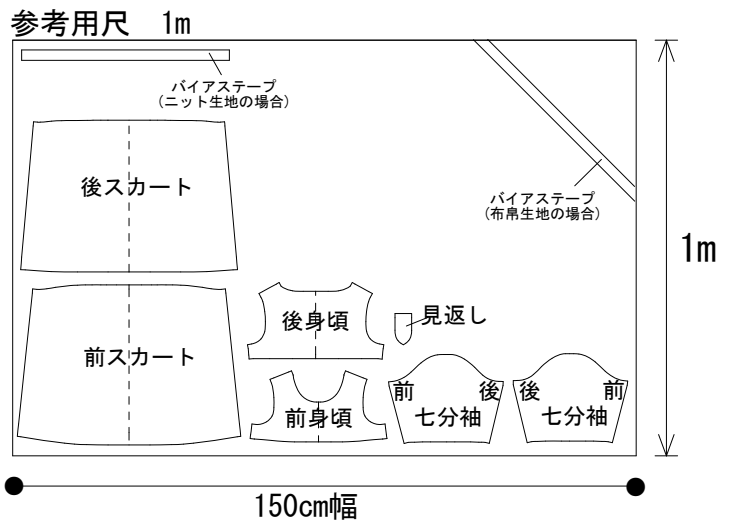 参考用尺　1m
バイアステープ
(ニット生地の場合)
後スカート
バイアステープ
(布帛生地の場合)
1m
後身頃
見返し
前スカート
前　後
七分袖
後　前
七分袖
前身頃
150cm幅